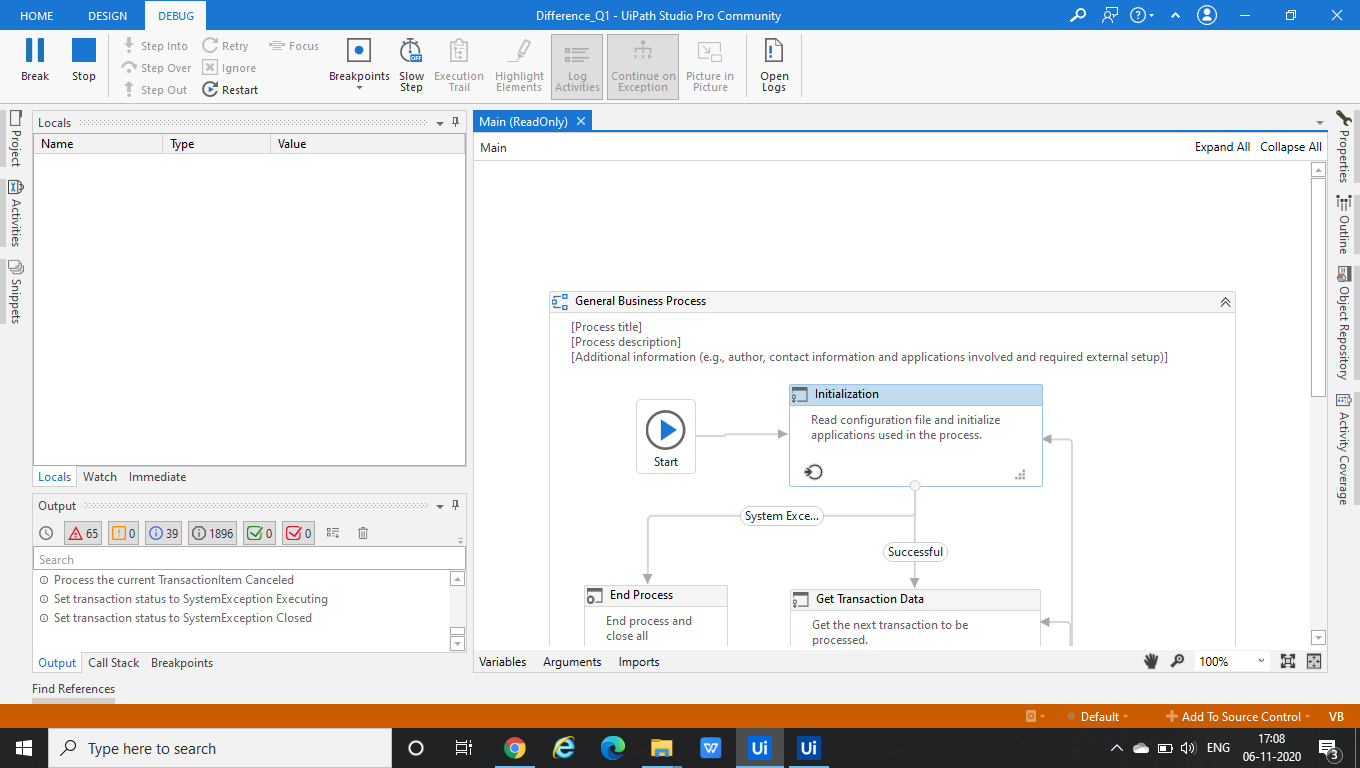 HOME DESIGN DEBUG Difference_Q1 - UiPath Studio Pro Community
Break
Stop
Step Into
Step Over
Step Out
Retry
Ignore
Restart
Focus
Breakpoints
Slow Step
Execution Trail
Highlight Elements
Log Activities
Continue on Exception
Picture in Picture
Open Logs
Project
Activities
Snippets
Locals
Name Type Value
Locals Watch Immediate
Output
65 0 39 1896 0 0
Search
Process the current TransactionItem Canceled
Set transaction status to SystemException Executing
Set transaction status to SystemException Closed
Output Call Stack Breakpoints
Find References
Main (ReadOnly)
Main Expand All Collapse All
General Business Process
[Process title]
[Process description]
[Additional information (e.g., author, contact information and applications involved and required external setup)]
Start
Initialization
Read configuration file and initialize
applications used in the process.
System Exce...
Successful
End Process
End process and
close all
Get Transaction Data
Get the next transaction to be
processed.
Variables Arguments Imports 100%
Properties
Outline
Object Repository
Activity Coverage
Default Add To Source Control VB
Type here to search
Ui Ui
ENG
17:08
06-11-2020
3